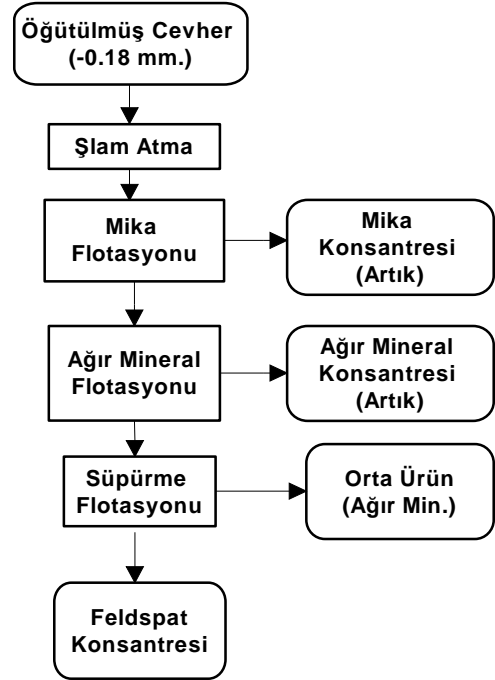 Öğütülmüş Cevher
(-0.18 mm.)
Şlam Atma
Mika
Flotasyonu
Mika
Konsantresi
(Artık)
Ağır Mineral
Flotasyonu
Ağır Mineral
Konsantresi
(Artık)
Süpürme
Flotasyonu
Orta Ürün
(Ağır Min.)
Feldspat
Konsantresi